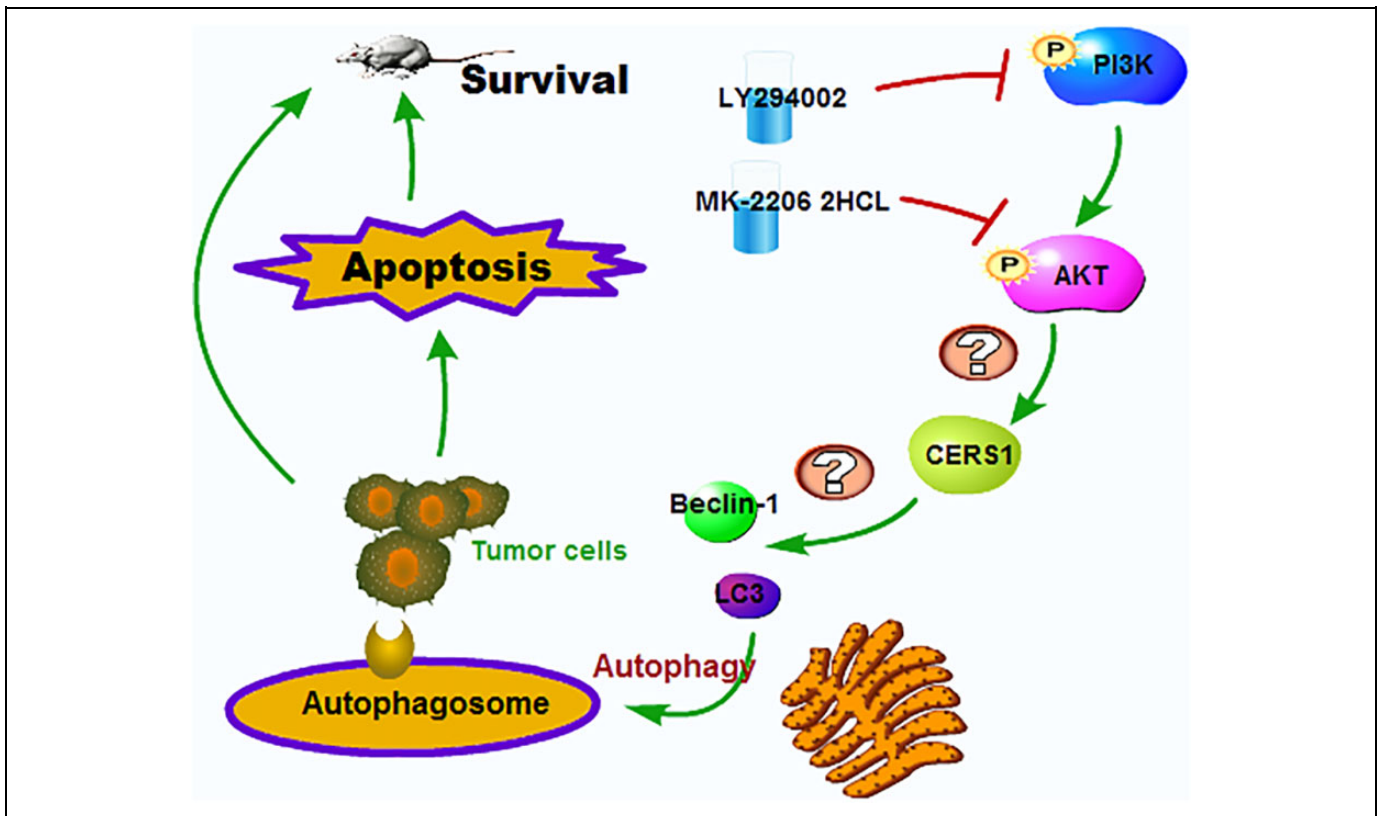 Survival
P
PI3K
LY294002
MK-2206 2HCL
P
AKT
Apoptosis
?
CERS1
?
Beclin-1
Tumor cells
LC3
Autophagy
Autophagosome